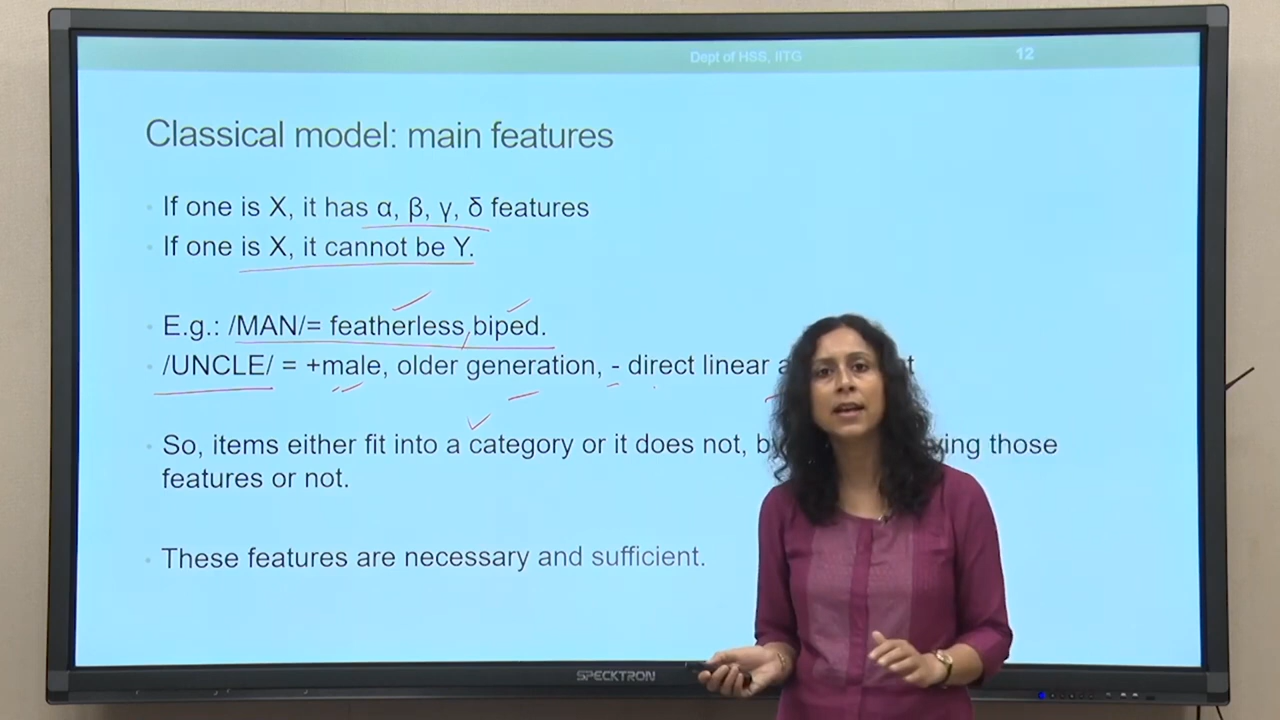 Dept of HSS, IITG 12
Classical model: main features
If one is X, it has α, β, γ, δ features
If one is X, it cannot be Y.
E.g.: /MAN/= featherless biped.
/UNCLE/ = +male, older generation, - direct linear
So, items either fit into a category or it does not, those
features or not.
These features are necessary and sufficient.
SPECKTRON